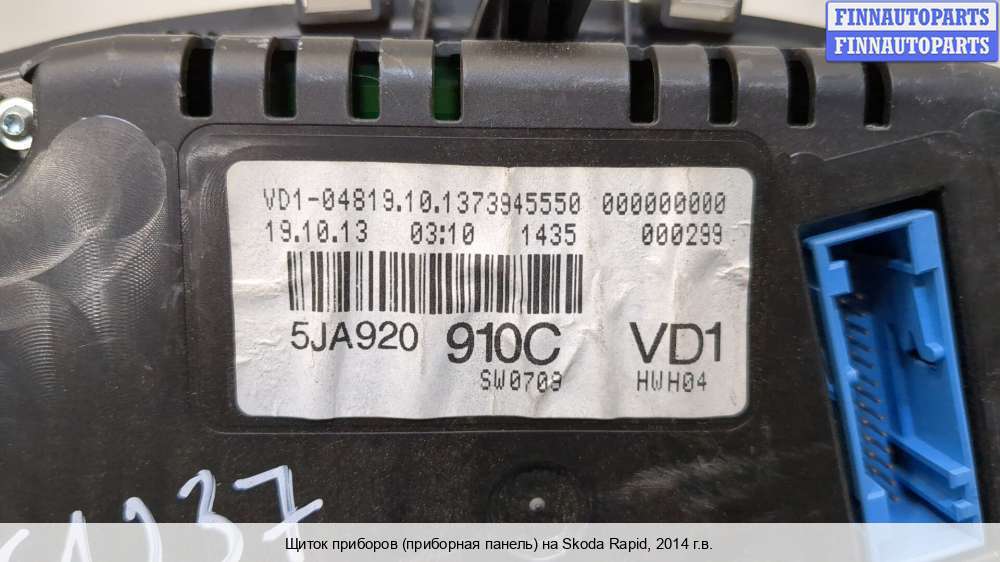 FINNAUTOPARTS
FINNAUTOPARTS
VD1-04819.10.1373945550 000000000
19.10.13 03:10 1435 000299
5JA920 910C VD1
SW0709 HWH04
1937
Щиток приборов (приборная панель) на Skoda Rapid, 2014 г.в.